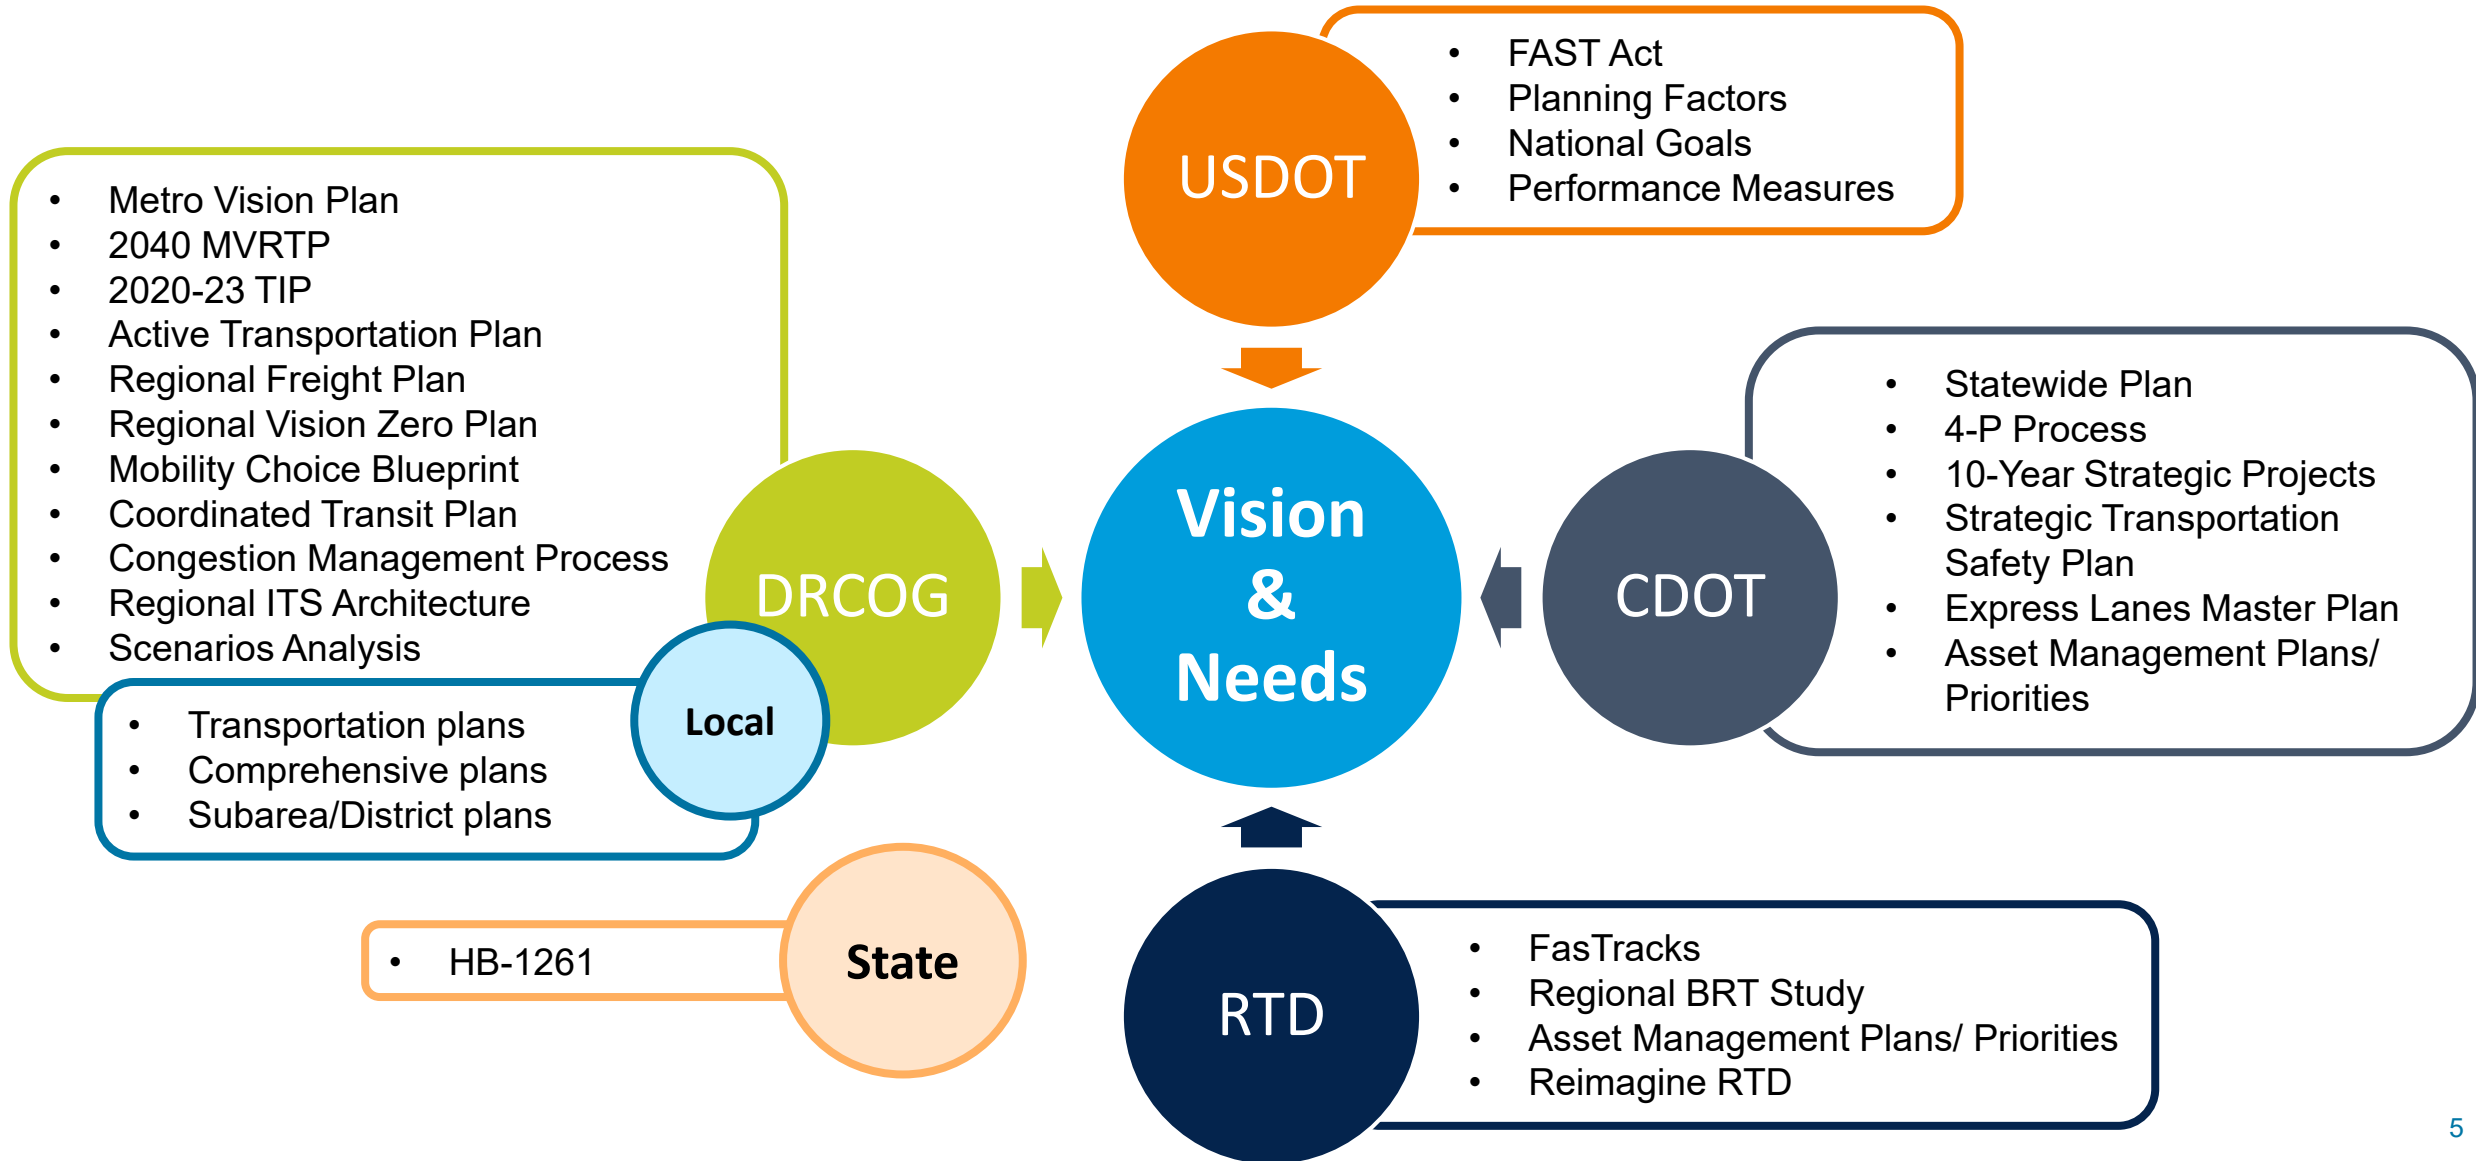 USDOT
• FAST Act
• Planning Factors
• National Goals
• Performance Measures
• Metro Vision Plan
• 2040 MVRTP
• 2020-23 TIP
• Active Transportation Plan
• Regional Freight Plan
• Regional Vision Zero Plan
• Mobility Choice Blueprint
• Coordinated Transit Plan
• Congestion Management Process
• Regional ITS Architecture
• Scenarios Analysis
DRCOG
• Transportation plans
• Comprehensive plans
• Subarea/District plans
Local
Vision
&
Needs
CDOT
• Statewide Plan
• 4-P Process
• 10-Year Strategic Projects
• Strategic Transportation
Safety Plan
• Express Lanes Master Plan
• Asset Management Plans/
Priorities
• HB-1261
State
RTD
• FasTracks
• Regional BRT Study
• Asset Management Plans/ Priorities
• Reimagine RTD
5